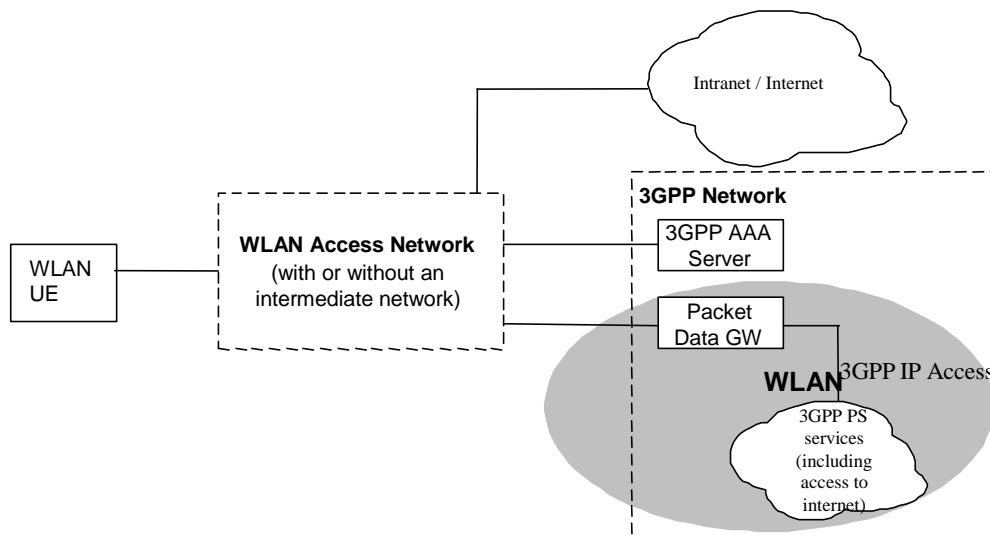 Intranet / Internet
3GPP Network
3GPP AAA
Server
WLAN Access Network
(with or without an
intermediate network)
WLAN
UE
Packet
Data GW
WLAN
3GPP IP Access
3GPP PS
services
(including
access to
internet)